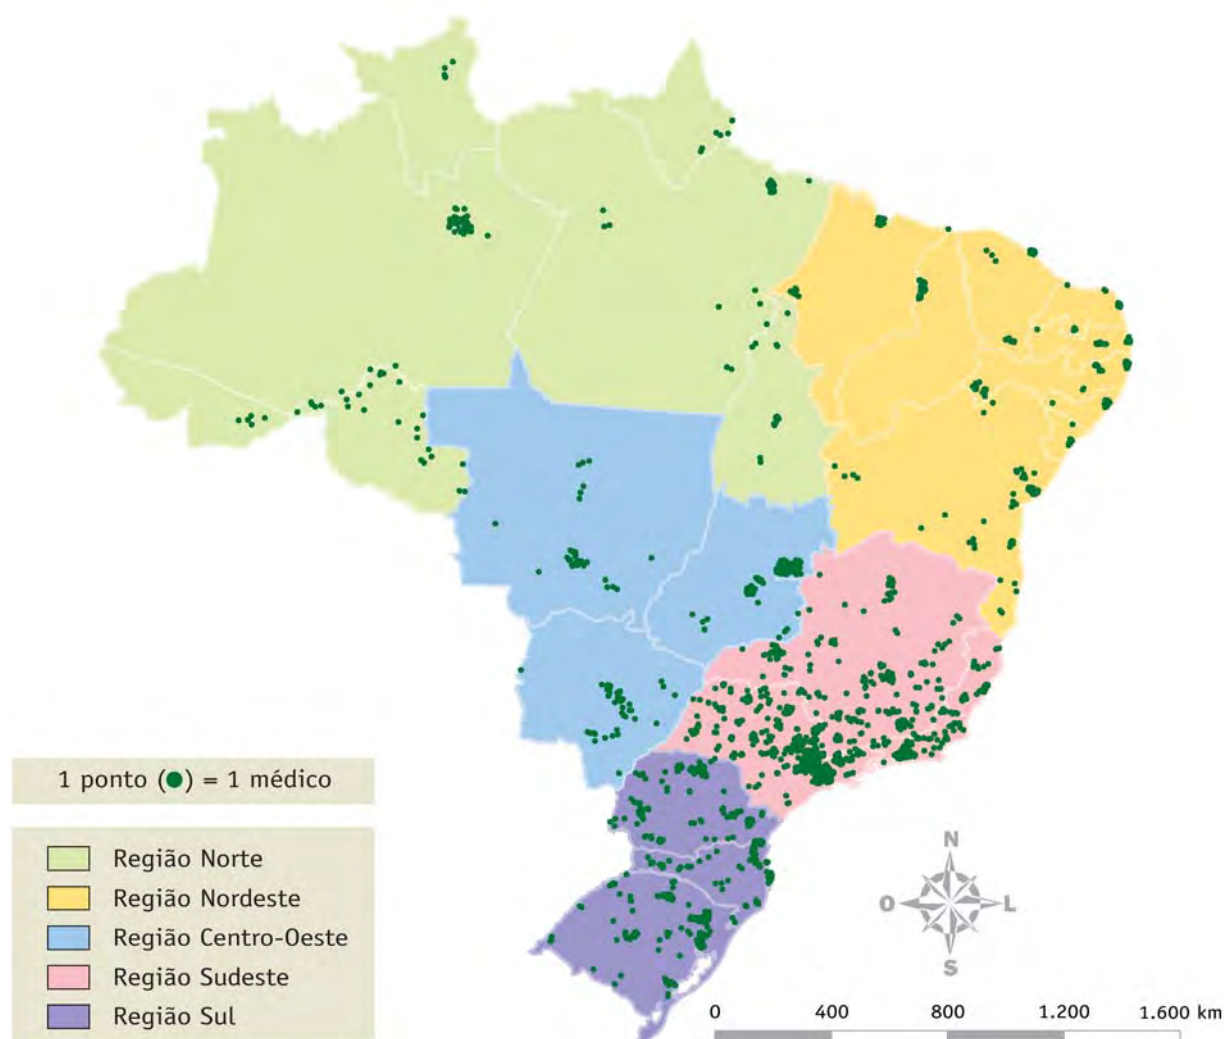 1 ponto (●) = 1 médico
Região Norte
Região Nordeste
Região Centro-Oeste
Região Sudeste
Região Sul
N
O L
S
0 400 800 1.200 1.600 km